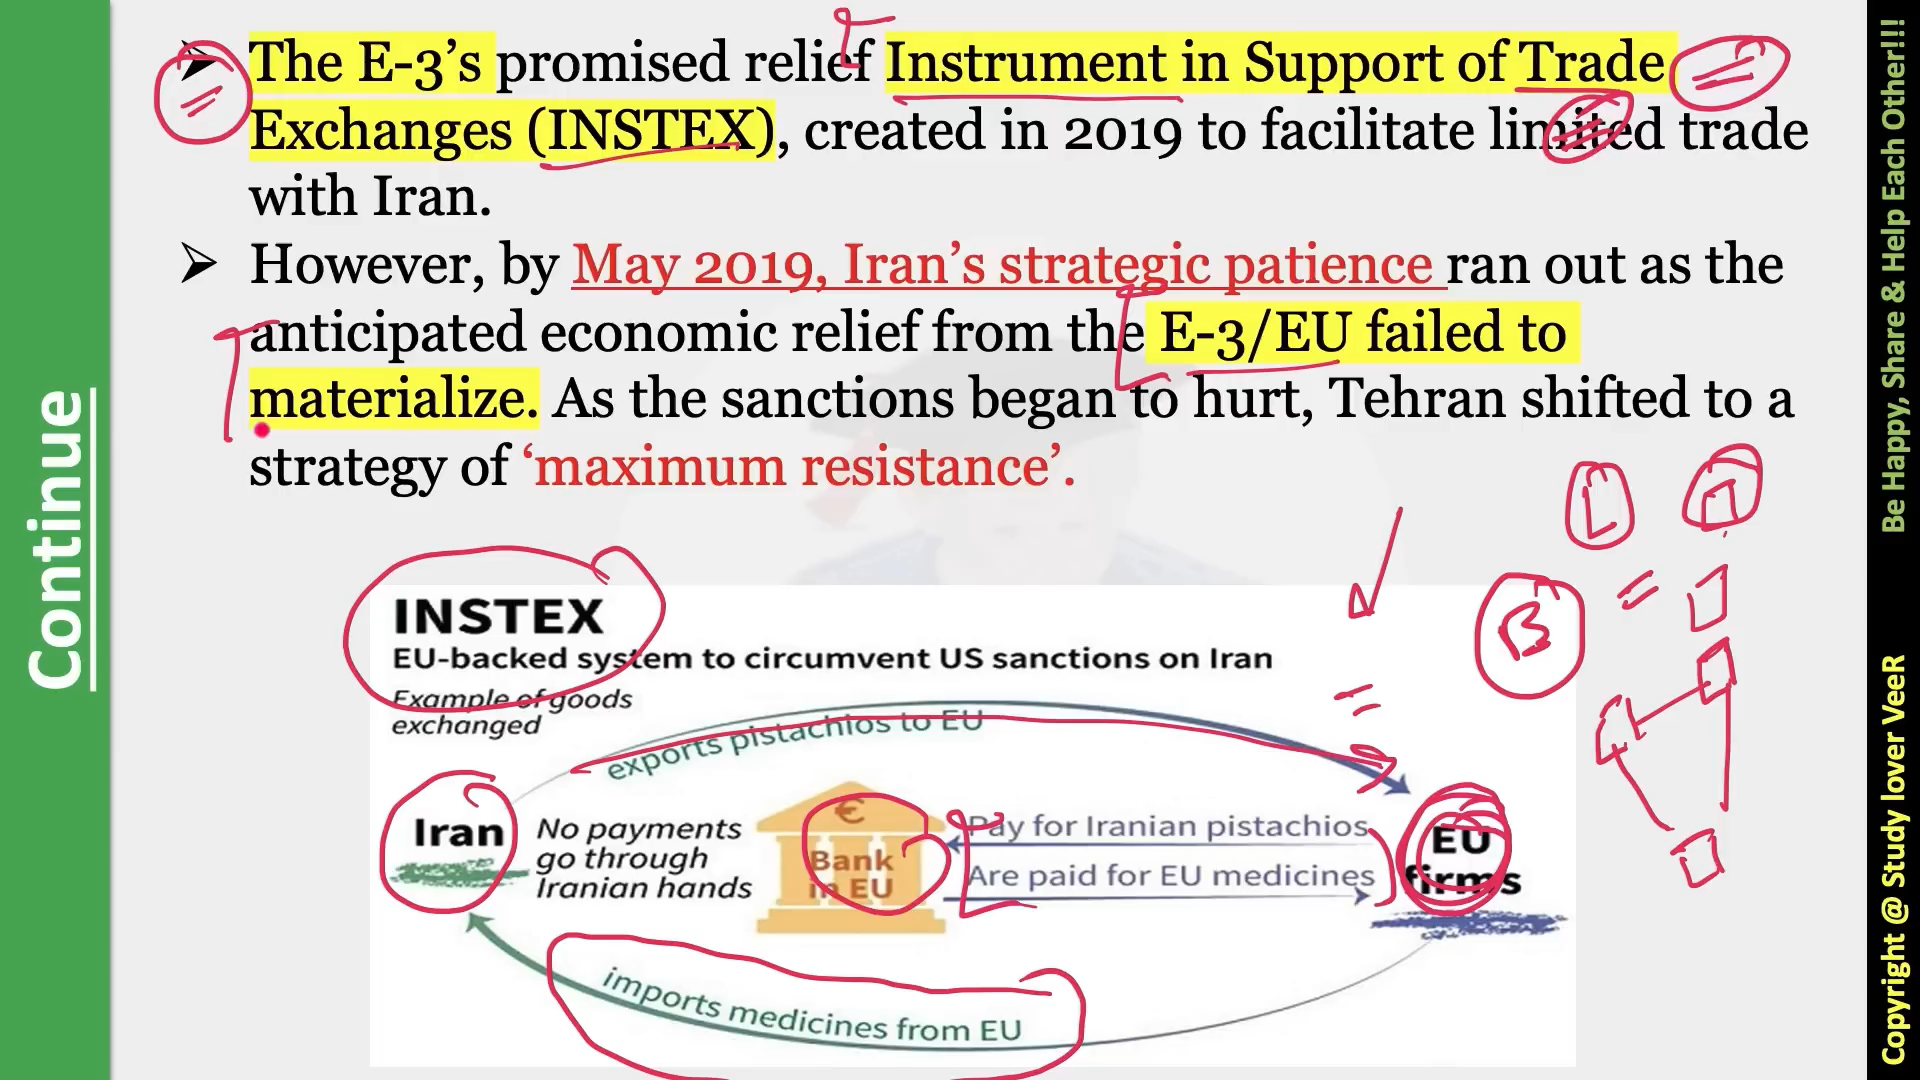 The E-3’s promised relief Instrument in Support of Trade
Exchanges (INSTEX), created in 2019 to facilitate limited trade
with Iran.
However, by May 2019, Iran’s strategic patience ran out as the
anticipated economic relief from the E-3/EU failed to
materialize. As the sanctions began to hurt, Tehran shifted to a
strategy of ‘maximum resistance’.
Continue
INSTEX
EU-backed system to circumvent US sanctions on Iran
Example of goods
exchanged
exports pistachios to EU
Iran
No payments
go through
Iranian hands
€
Bank
in EU
Pay for Iranian pistachios
Are paid for EU medicines
EU
firms
imports medicines from EU
B
Be Happy, Share & Help Each Other!!!
Copyright @ Study lover VeeR